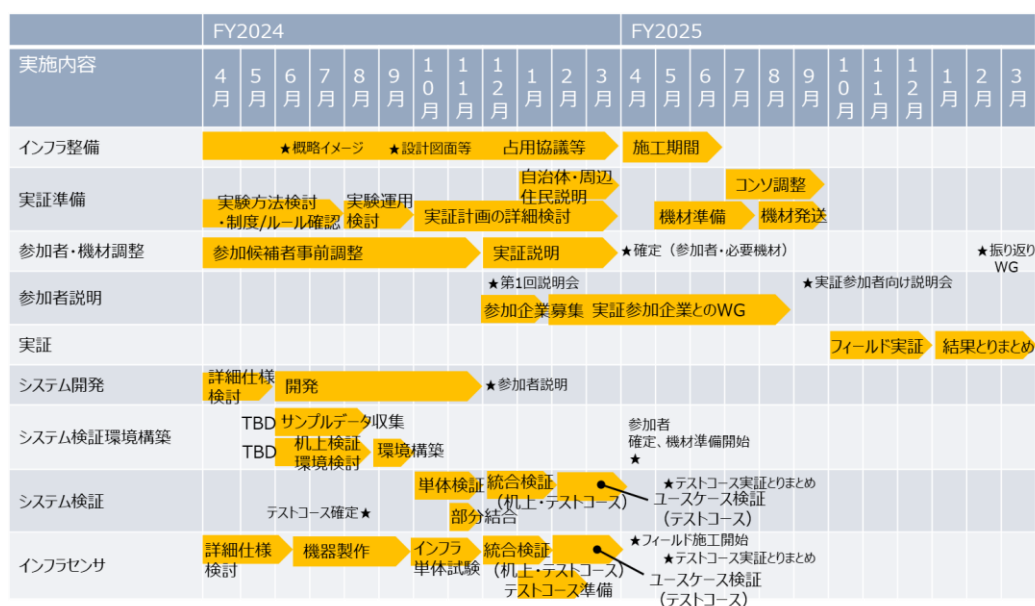 FY2024
FY2025
実施内容
4月
5月
6月
7月
8月
9月
10月
11月
12月
1月
2月
3月
4月
5月
6月
7月
8月
9月
10月
11月
12月
1月
2月
3月
インフラ整備
★概略イメージ
★設計図面等
占用協議等
施工期間
実証準備
実験方法検討
・制度/ルール確認
実験運用
検討
自治体・周辺
住民説明
実証計画の詳細検討
機材準備
コンソ調整
機材発送
参加者・機材調整
参加候補者事前調整
実証説明
★確定（参加者・必要機材）
★振り返り
WG
参加者説明
★第1回説明会
参加企業募集
実証参加企業とのWG
★実証参加者向け説明会
実証
フィールド実証
結果とりまとめ
システム開発
詳細仕様
検討
開発
★参加者説明
システム検証環境構築
TBD
サンプルデータ収集
TBD
机上検証
環境検討
環境構築
参加者
確定、機材準備開始
★
システム検証
テストコース確定★
単体検証
部分結合
統合検証
（机上・テストコース）
★テストコース実証とりまとめ
ユースケース検証
（テストコース）
インフラセンサ
詳細仕様
検討
機器製作
インフラ
単体試験
統合検証
（机上・テストコース）
テストコース準備
★フィールド施工開始
★テストコース実証とりまとめ
ユースケース検証
（テストコース）